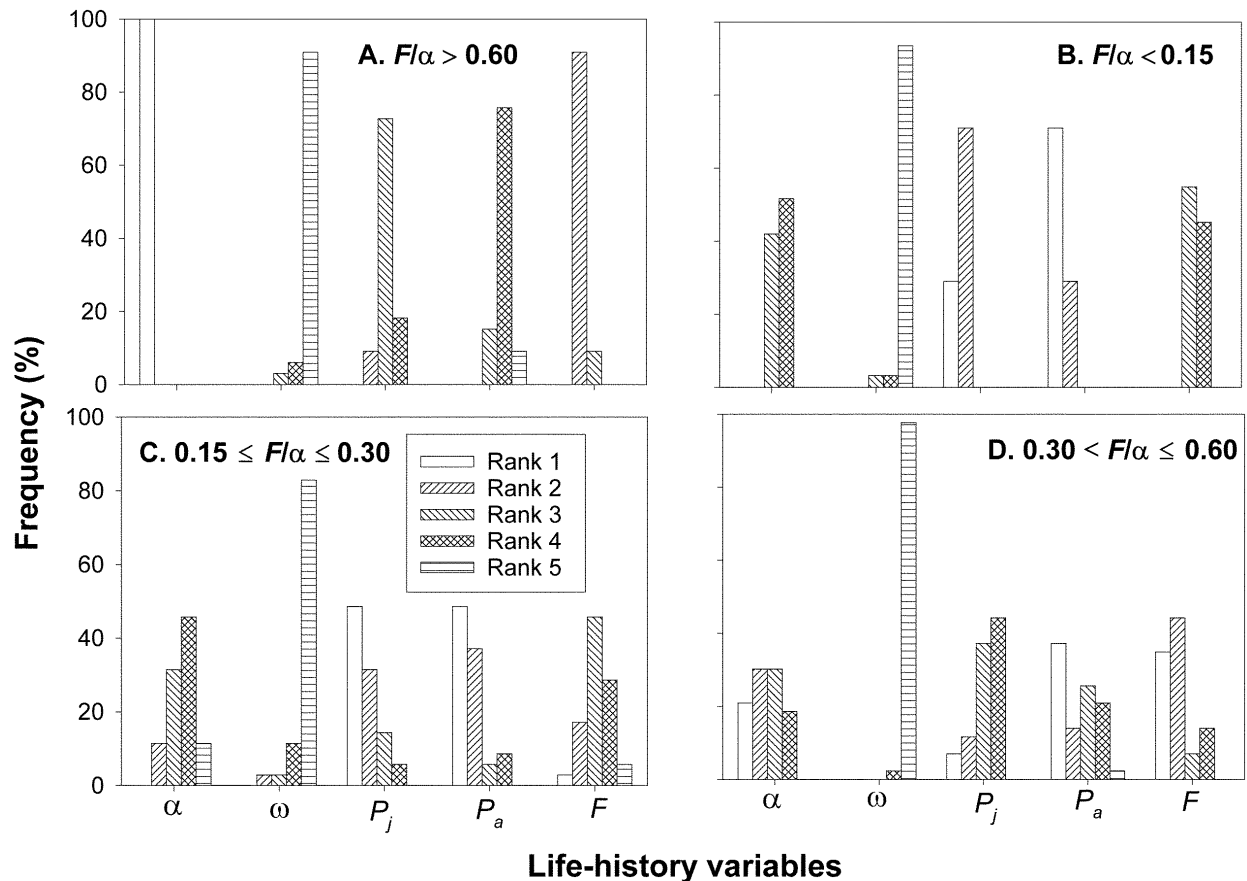 A. F/α > 0.60
B. F/α < 0.15
100
80
60
40
20
0
Frequency (%)
C. 0.15 ≤ F/α ≤ 0.30
D. 0.30 < F/α ≤ 0.60
Rank 1
Rank 2
Rank 3
Rank 4
Rank 5
100
80
60
40
20
0
α ω Pj Pa F
α ω Pj Pa F
Life-history variables